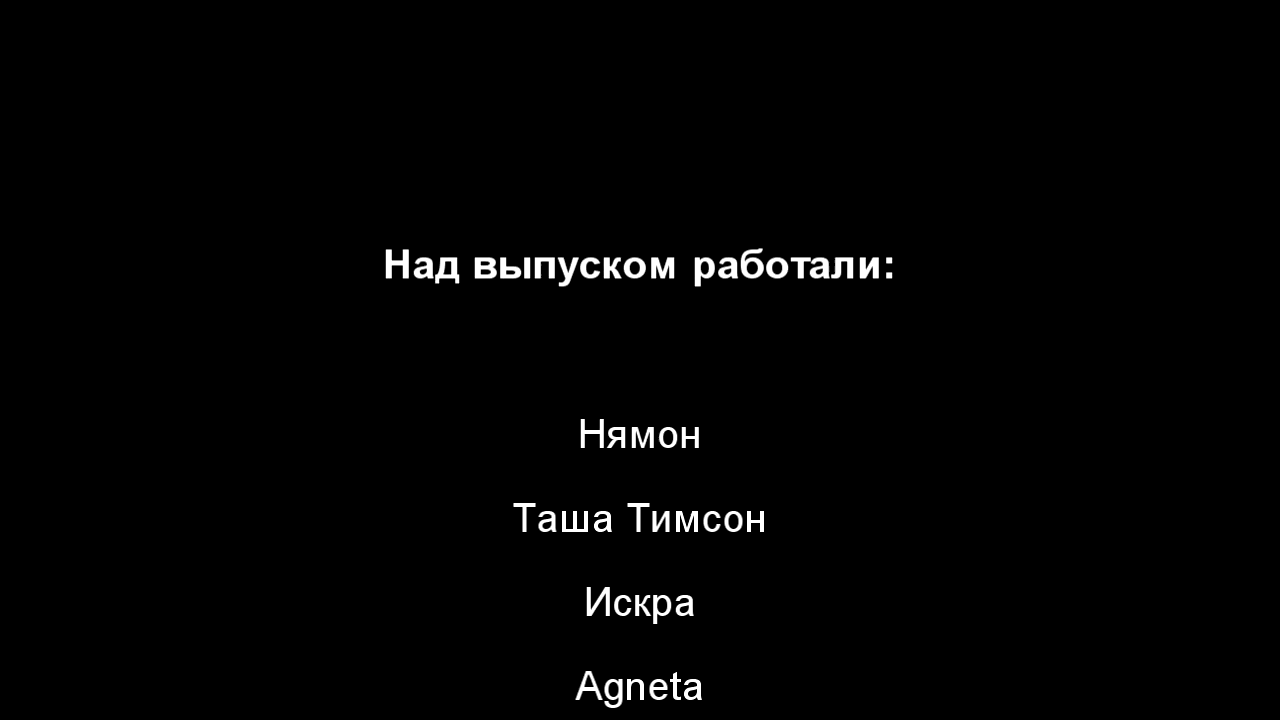 Над выпуском работали:
Нямон
Таша Тимсон
Искра
Agneta